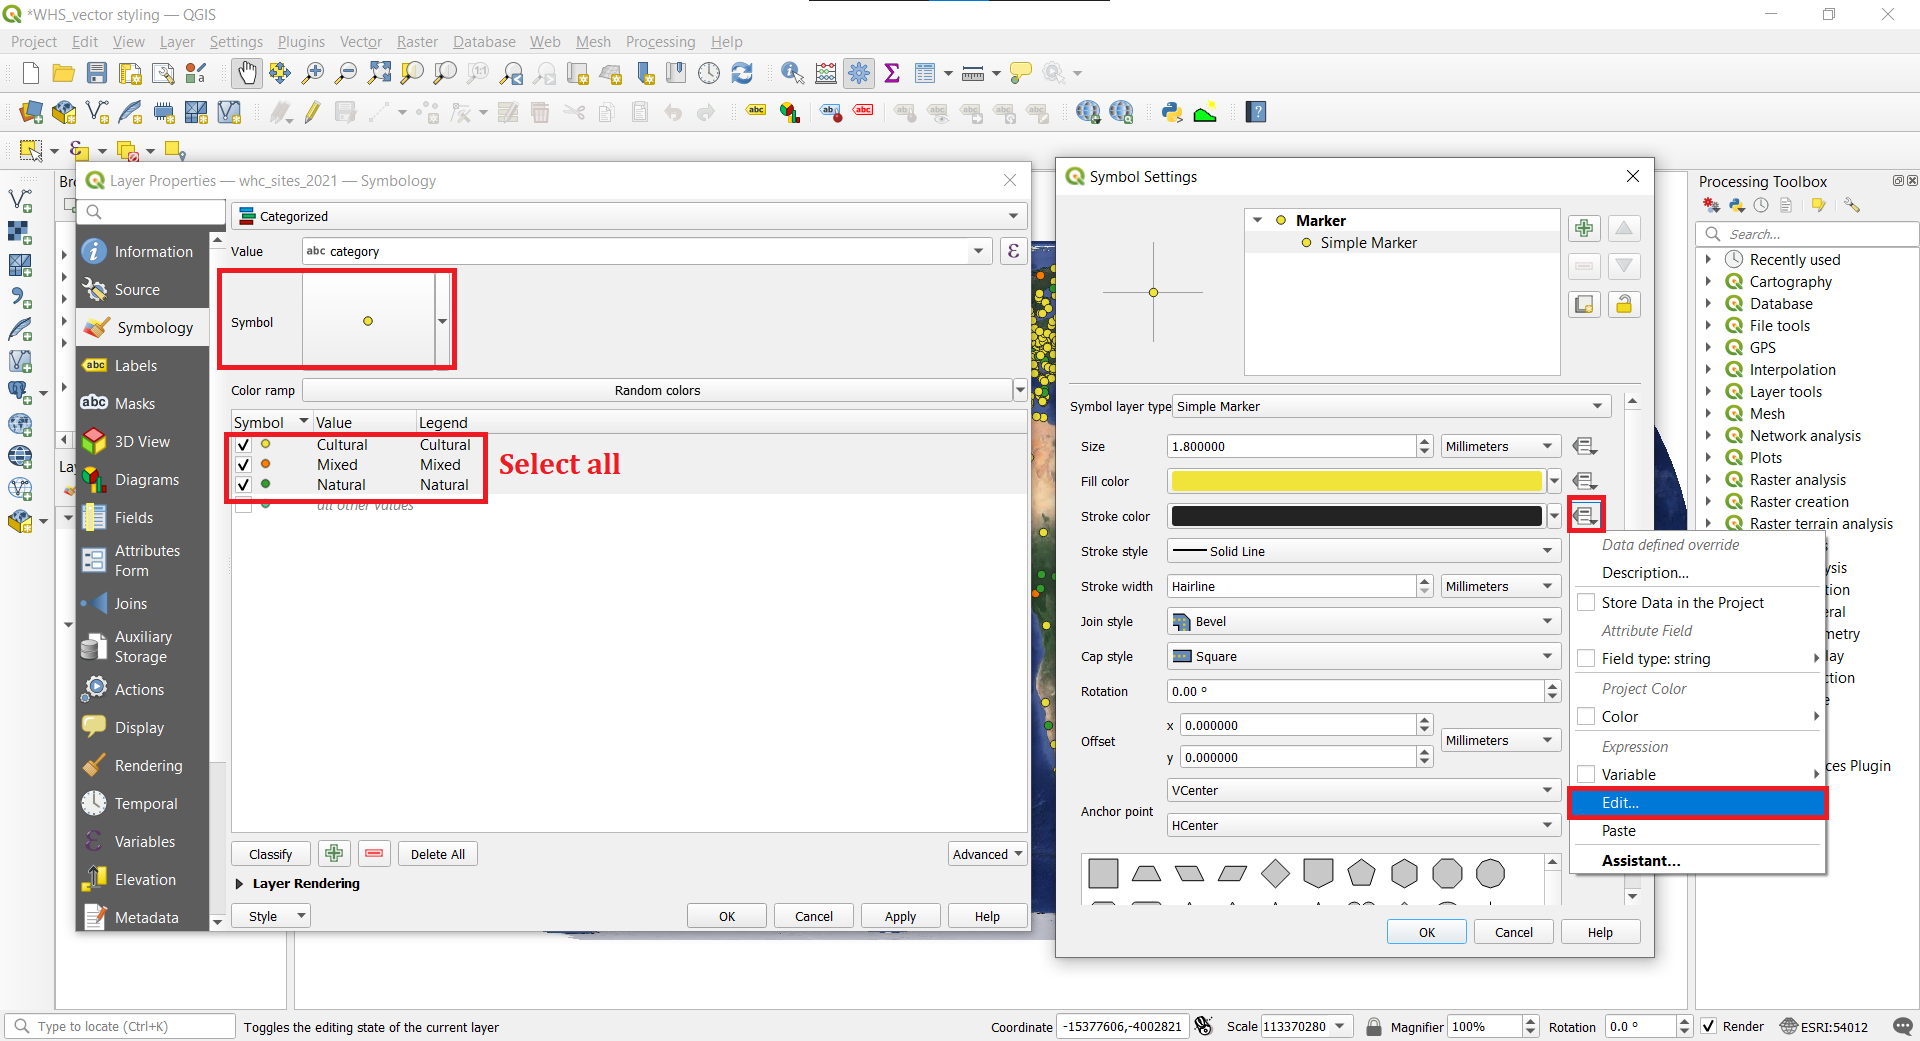 *WHS_vector styling — QGIS
Project Edit View Layer Settings Plugins Vector Raster Database Web Mesh Processing Help
Layer Properties — whc_sites_2021 — Symbology
Information
Source
Symbology
Labels
Masks
3D View
Diagrams
Fields
Attributes
Form
Joins
Auxiliary
Storage
Actions
Display
Rendering
Temporal
Variables
Elevation
Metadata
Categorized
Value abc category
Symbol
Color ramp Random colors
Symbol Value Legend
Cultural Cultural
Mixed Mixed
Natural Natural
all other values
Select all
Classify Delete All Advanced
Layer Rendering
Style OK Cancel Apply Help
Symbol Settings
Marker
Simple Marker
Symbol layer type Simple Marker
Size 1.800000 Millimeters
Fill color
Stroke color
Stroke style Solid Line
Stroke width Hairline Millimeters
Join style Bevel
Cap style Square
Rotation 0.00 °
Offset x 0.000000 Millimeters
y 0.000000
Anchor point VCenter
HCenter
OK Cancel Help
Data defined override
Description...
Store Data in the Project
Attribute Field
Field type: string
Project Color
Color
Expression
Variable
Edit...
Paste
Assistant...
Processing Toolbox
Search...
Recently used
Cartography
Database
File tools
GPS
Interpolation
Layer tools
Mesh
Network analysis
Plots
Raster analysis
Raster creation
Raster terrain analysis
Type to locate (Ctrl+K) Toggles the editing state of the current layer Coordinate -15377606,-4002821 Scale 113370280 Magnifier 100% Rotation 0.0 ° Render ESRI:54012